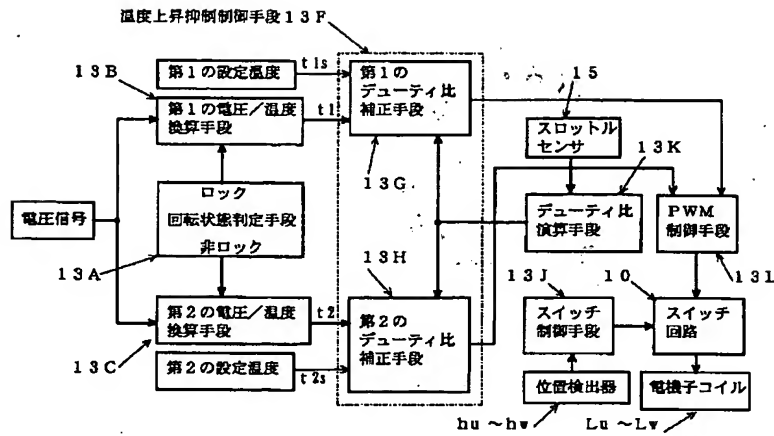 温度上昇抑制制御手段13F
13B
第1の設定温度
t1s
第1の
デューティ比
補正手段
第1の電圧/温度
換算手段
t1
15
スロットル
センサ
13K
13G
電圧信号
ロック
回転状態判定手段
非ロック
13A
デューティ比
演算手段
PWM
制御手段
13H
13J
10
13L
第2の電圧/温度
換算手段
t2
第2の
デューティ比
補正手段
スイッチ
制御手段
スイッチ
回路
13C
第2の設定温度
t2s
位置検出器
電機子コイル
hu~hw
Lu~Lw